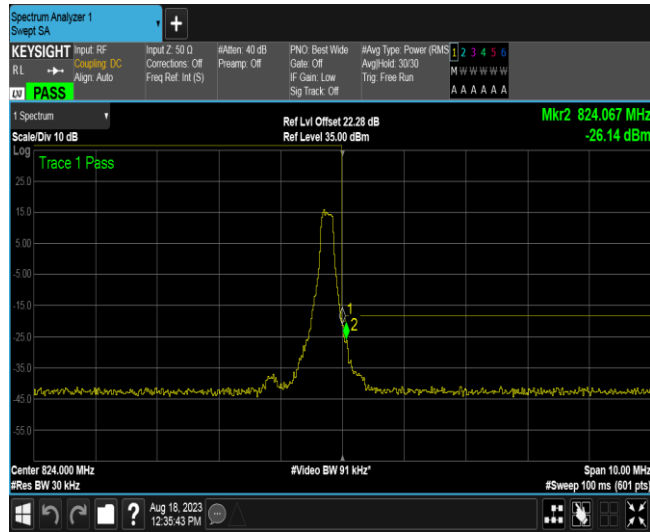 Spectrum Analyzer 1
Swept SA
+
KEYSIGHT
RL
LXI PASS
Input: RF
Coupling: DC
Align: Auto
Input Z: 50 Ω
Corrections: Off
Freq Ref: Int (S)
#Atten: 40 dB
Preamp: Off
PNO: Best Wide
Gate: Off
IF Gain: Low
Sig Track: Off
#Avg Type: Power (RMS
Avg|Hold: 30/30
Trig: Free Run
1 2 3 4 5 6
M W W W W W
A A A A A A
1 Spectrum
Scale/Div 10 dB
Ref Lvl Offset 22.28 dB
Ref Level 35.00 dBm
Mkr2 824.067 MHz
-26.14 dBm
Log
Trace 1 Pass
25.0
15.0
5.00
-5.00
-15.0
-25.0
-35.0
-45.0
-55.0
1
2
Center 824.000 MHz
#Res BW 30 kHz
#Video BW 91 kHz*
Span 10.00 MHz
#Sweep 100 ms (601 pts)
?
Aug 18, 2023
12:35:43 PM